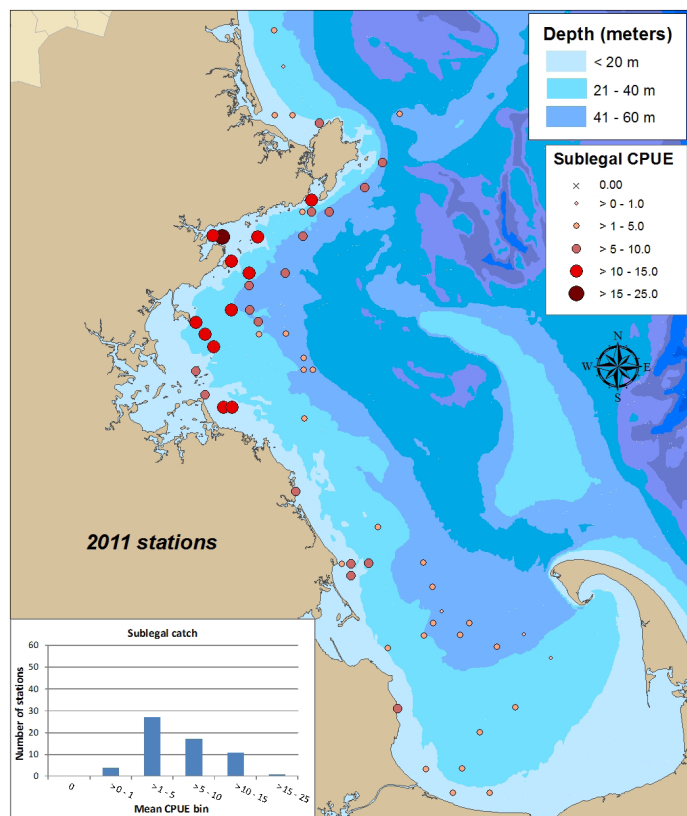 Depth (meters)
< 20 m
21 - 40 m
41 - 60 m
Sublegal CPUE
0.00
> 0 - 1.0
> 1 - 5.0
> 5 - 10.0
> 10 - 15.0
> 15 - 25.0
N
W E
S
2011 stations
Sublegal catch
Number of stations
60
50
40
30
20
10
0
0 >0 - 1 >1 - 5 >5 - 10 >10 - 15 >15 - 25
Mean CPUE bin